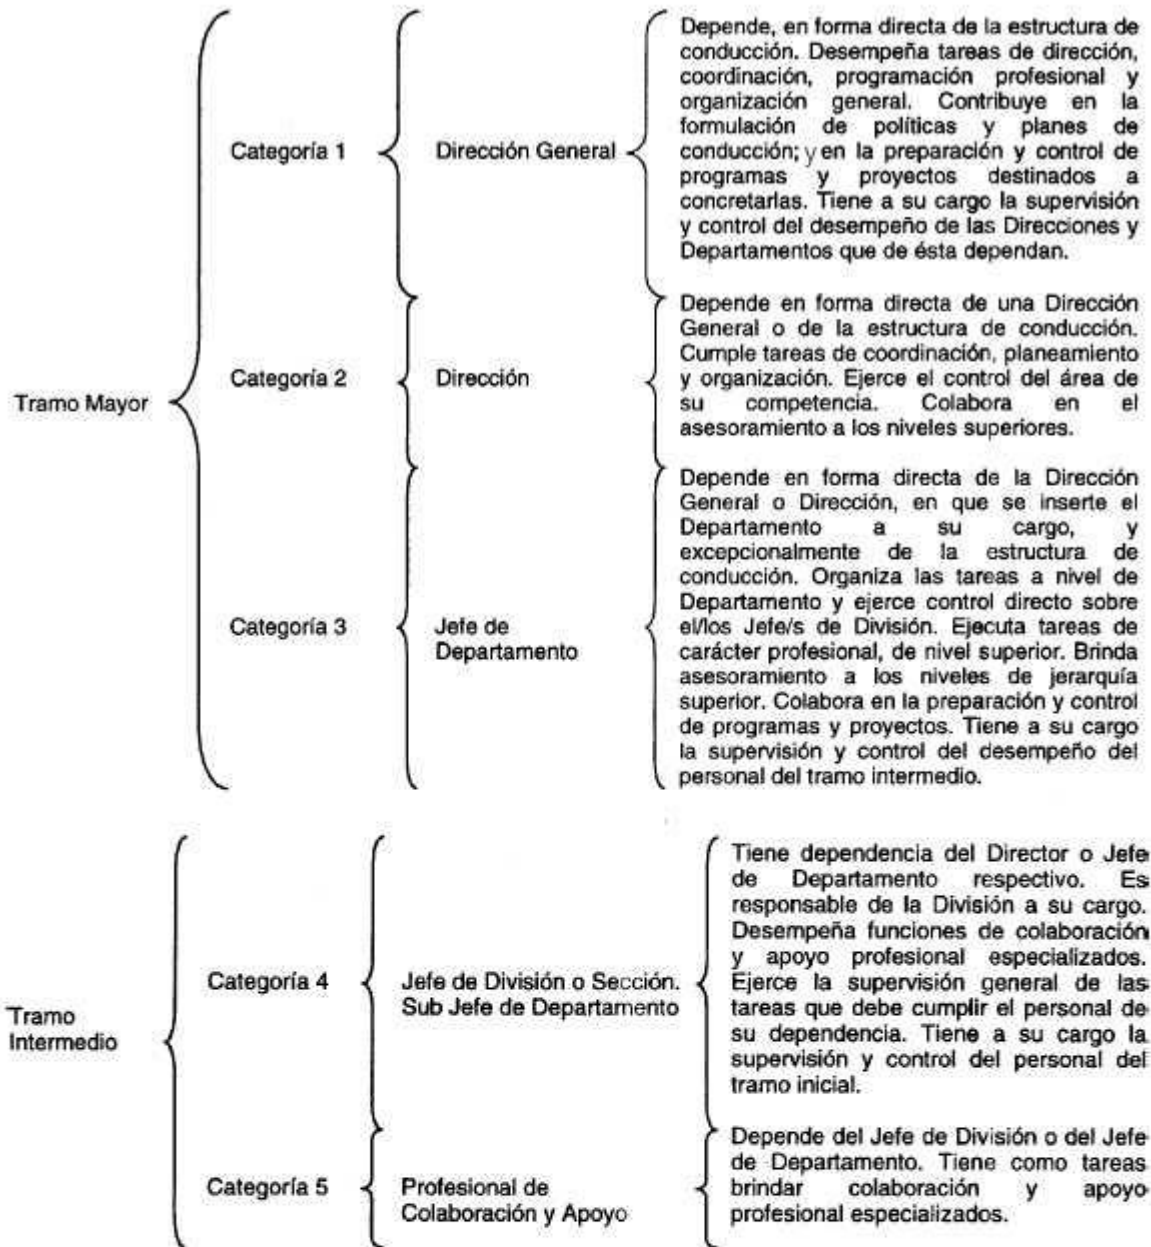 Tramo Mayor
Categoría 1
Dirección General
Depende, en forma directa de la estructura de
conducción. Desempeña tareas de dirección,
coordinación, programación profesional y
organización general. Contribuye en la
formulación de políticas y planes de
conducción; y en la preparación y control de
programas y proyectos destinados a
concretarlas. Tiene a su cargo la supervisión
y control del desempeño de las Direcciones y
Departamentos que de ésta dependan.
Categoría 2
Dirección
Depende en forma directa de una Dirección
General o de la estructura de conducción.
Cumple tareas de coordinación, planeamiento
y organización. Ejerce el control del área de
su competencia. Colabora en el
asesoramiento a los niveles superiores.
Categoría 3
Jefe de
Departamento
Depende en forma directa de la Dirección
General o Dirección, en que se inserte el
Departamento a su cargo, y
excepcionalmente de la estructura de
conducción. Organiza las tareas a nivel de
Departamento y ejerce control directo sobre
el/los Jefe/s de División. Ejecuta tareas de
carácter profesional, de nivel superior. Brinda
asesoramiento a los niveles de jerarquía
superior. Colabora en la preparación y control
de programas y proyectos. Tiene a su cargo
la supervisión y control del desempeño del
personal del tramo intermedio.
Tramo
Intermedio
Categoría 4
Jefe de División o Sección.
Sub Jefe de Departamento
Tiene dependencia del Director o Jefe
de Departamento respectivo. Es
responsable de la División a su cargo.
Desempeña funciones de colaboración
y apoyo profesional especializados.
Ejerce la supervisión general de las
tareas que debe cumplir el personal de
su dependencia. Tiene a su cargo la
supervisión y control del personal del
tramo inicial.
Categoría 5
Profesional de
Colaboración y Apoyo
Depende del Jefe de División o del Jefe
de Departamento. Tiene como tareas
brindar colaboración y apoyo
profesional especializados.